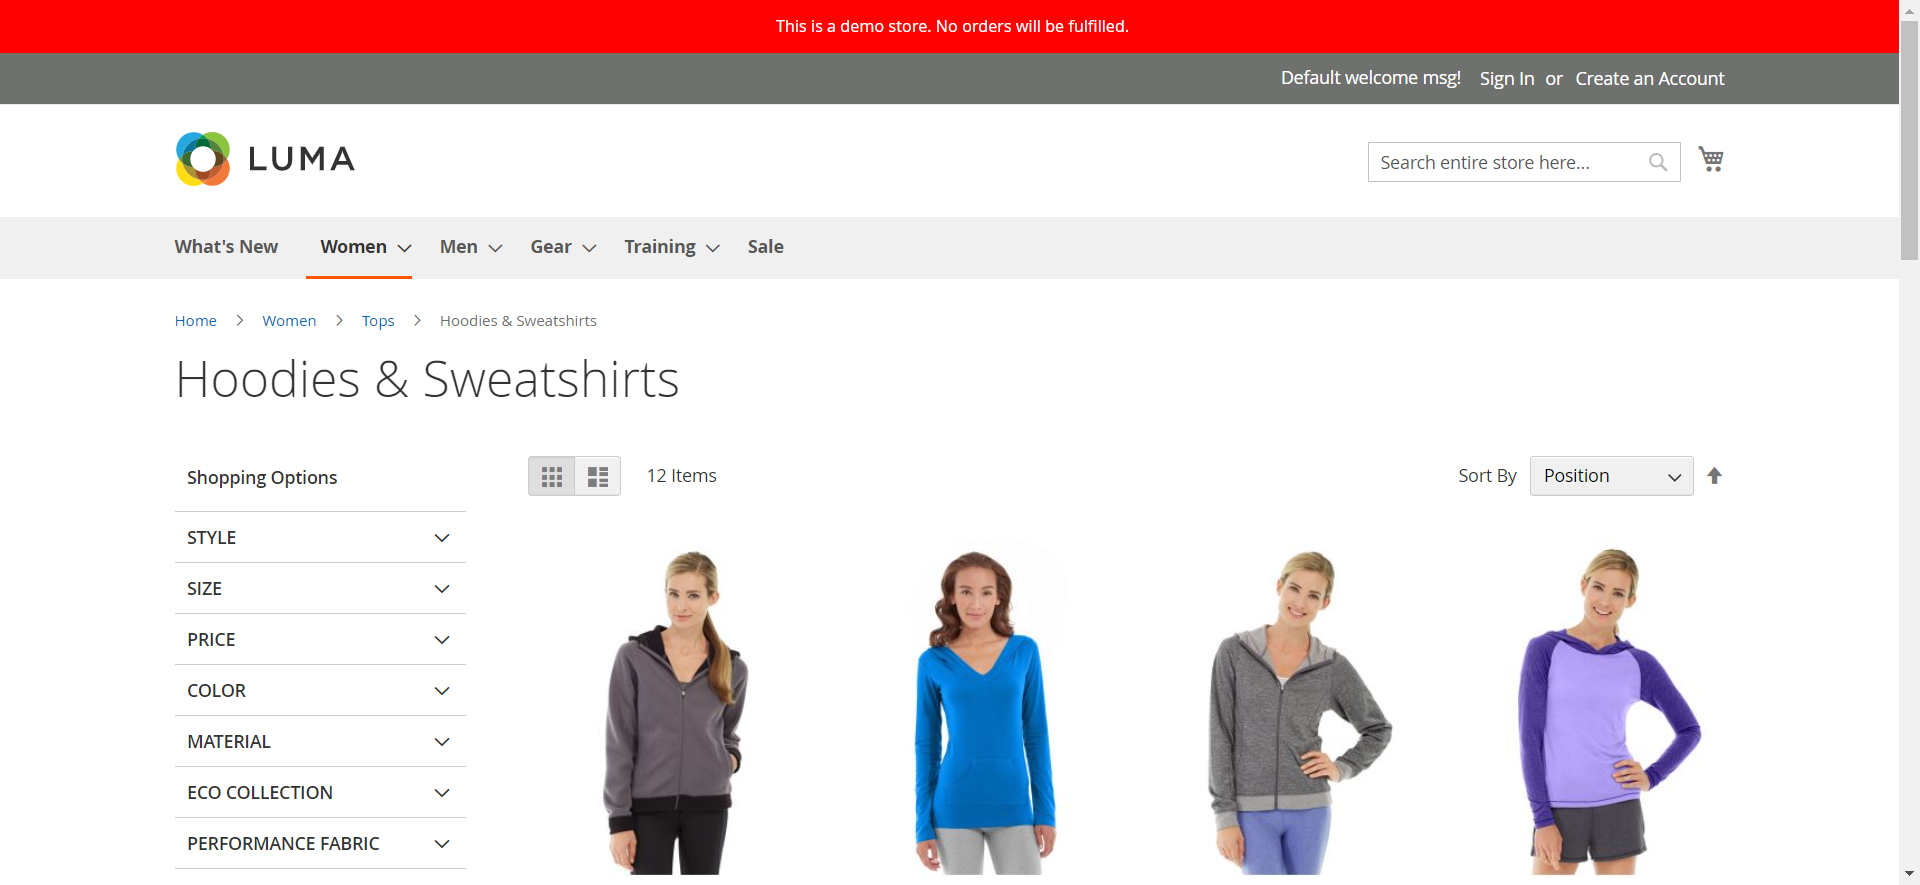 This is a demo store. No orders will be fulfilled.
Default welcome msg! Sign In or Create an Account
LUMA
Search entire store here...
What's New Women Men Gear Training Sale
Home Women Tops Hoodies & Sweatshirts
Hoodies & Sweatshirts
Shopping Options
12 Items
Sort By Position
STYLE
SIZE
PRICE
COLOR
MATERIAL
ECO COLLECTION
PERFORMANCE FABRIC